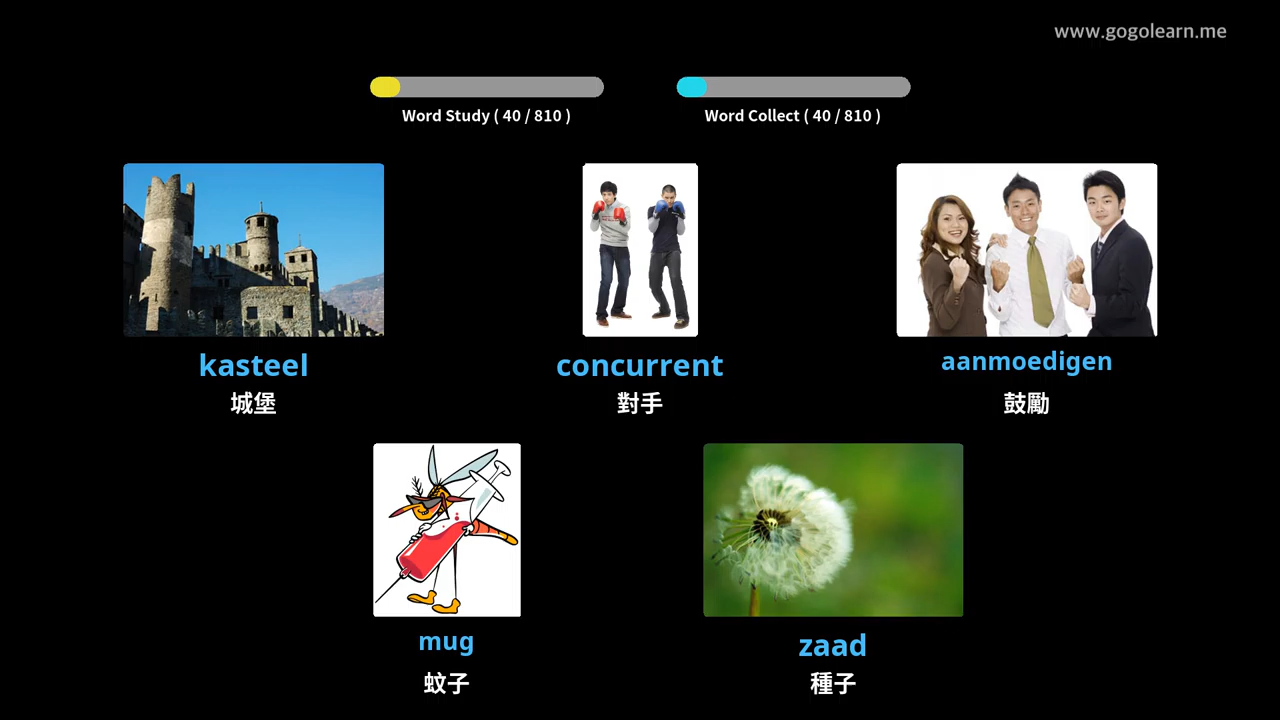 www.gogolearn.me
Word Study ( 40 / 810 )
Word Collect ( 40 / 810 )
kasteel
城堡
concurrent
對手
aanmoedigen
鼓勵
mug
蚊子
zaad
種子